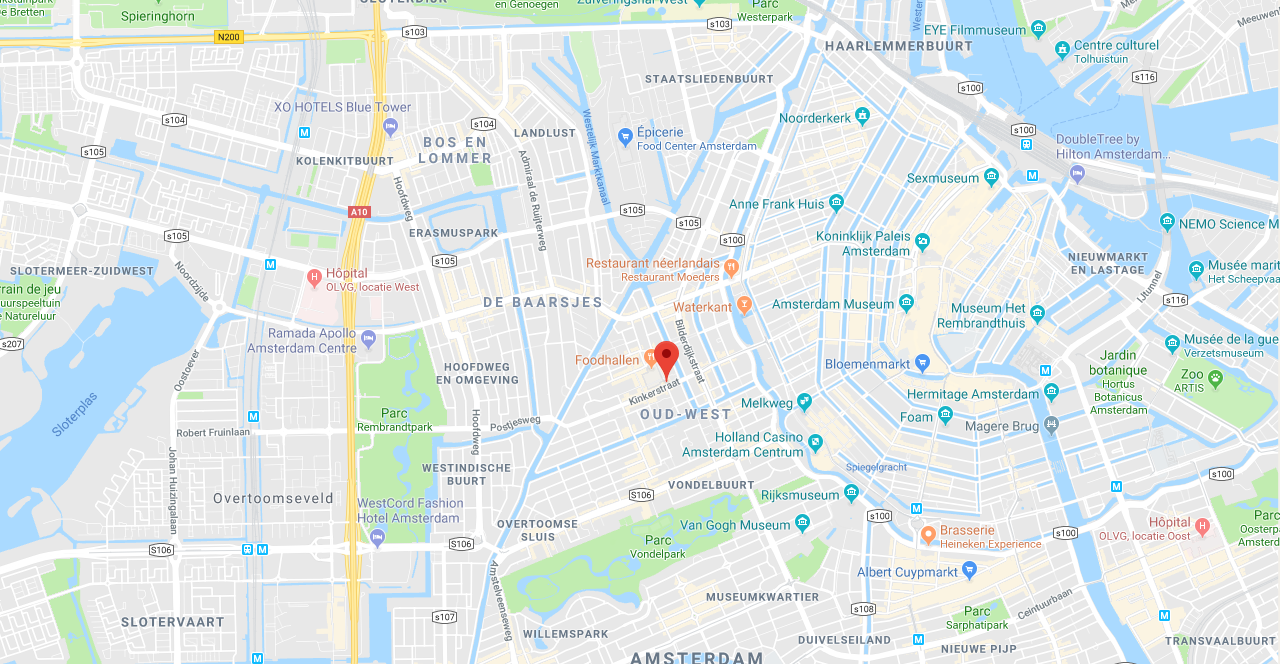 De Bretten
Spieringhorn
SLOTERDIJK
en Genoegen
Zuiveringshal-West
Parc
Westerpark
s103
N200
s103
HAARLEMMERBUURT
EYE Filmmuseum
Centre culturel
Tolhuistuin
s116
STAATSLIEDENBUURT
s100
XO HOTELS Blue Tower
s104
s104
LANDLUST
BOS EN
LOMMER
Épicerie
Food Center Amsterdam
Noorderkerk
s100
DoubleTree by
Hilton Amsterdam...
s105
KOLENKITBUURT
Westelijk Marktkanaal
Admiraal de Ruijterweg
Hoofdweg
Sexmuseum
Anne Frank Huis
A10
s105
s105
s105
ERASMUSPARK
s100
Koninklijk Paleis
Amsterdam
NEMO Science M
SLOTERMEER-ZUIDWEST
Noordzijde
Hôpital
OLVG, locatie West
s105
Restaurant néerlandais
Restaurant Moeders
NIEUWMARKT
EN LASTAGE
Musée marit
Het Scheepvaa
IJtunnel
s116
rrain de jeu
uurspeeltuin
e Natureluur
DE BAARSJES
Waterkant
Amsterdam Museum
Museum Het
Rembrandthuis
s207
Ramada Apollo
Amsterdam Centre
Bilderdijkstraat
Musée de la gue
Verzetsmuseum
Oostoever
HOOFDWEG
EN OMGEVING
Foodhallen
Bloemenmarkt
Jardin
botanique
Hortus
Botanicus
Amsterdam
Zoo
ARTIS
Kinkerstraat
Sloterplas
Parc
Rembrandtpark
OUD-WEST
Melkweg
Hermitage Amsterdam
Foam
Magere Brug
Robert Fruinlaan
Hoofdweg
Postjesweg
Holland Casino
Amsterdam Centrum
Johan Huizingalaan
WESTINDISCHE
BUURT
Spiegelgracht
s100
Overtoomseveld
WestCord Fashion
Hotel Amsterdam
S106
VONDELBUURT
Rijksmuseum
OVERTOOMSE
SLUIS
Van Gogh Museum
s100
Brasserie
Heineken Experience
s100
Hôpital
OLVG, locatie Oost
Parc
Oosterp
Amsterd
S106
S106
Parc
Vondelpark
Amstelveenseweg
Albert Cuypmarkt
MUSEUMKWARTIER
s108
Parc
Sarphatipark
Ceintuurbaan
SLOTERVAART
s107
WILLEMSPARK
DUIVELSEILAND
NIEUWE PIJP
TRANSVAALBUURT
AMSTERDAM